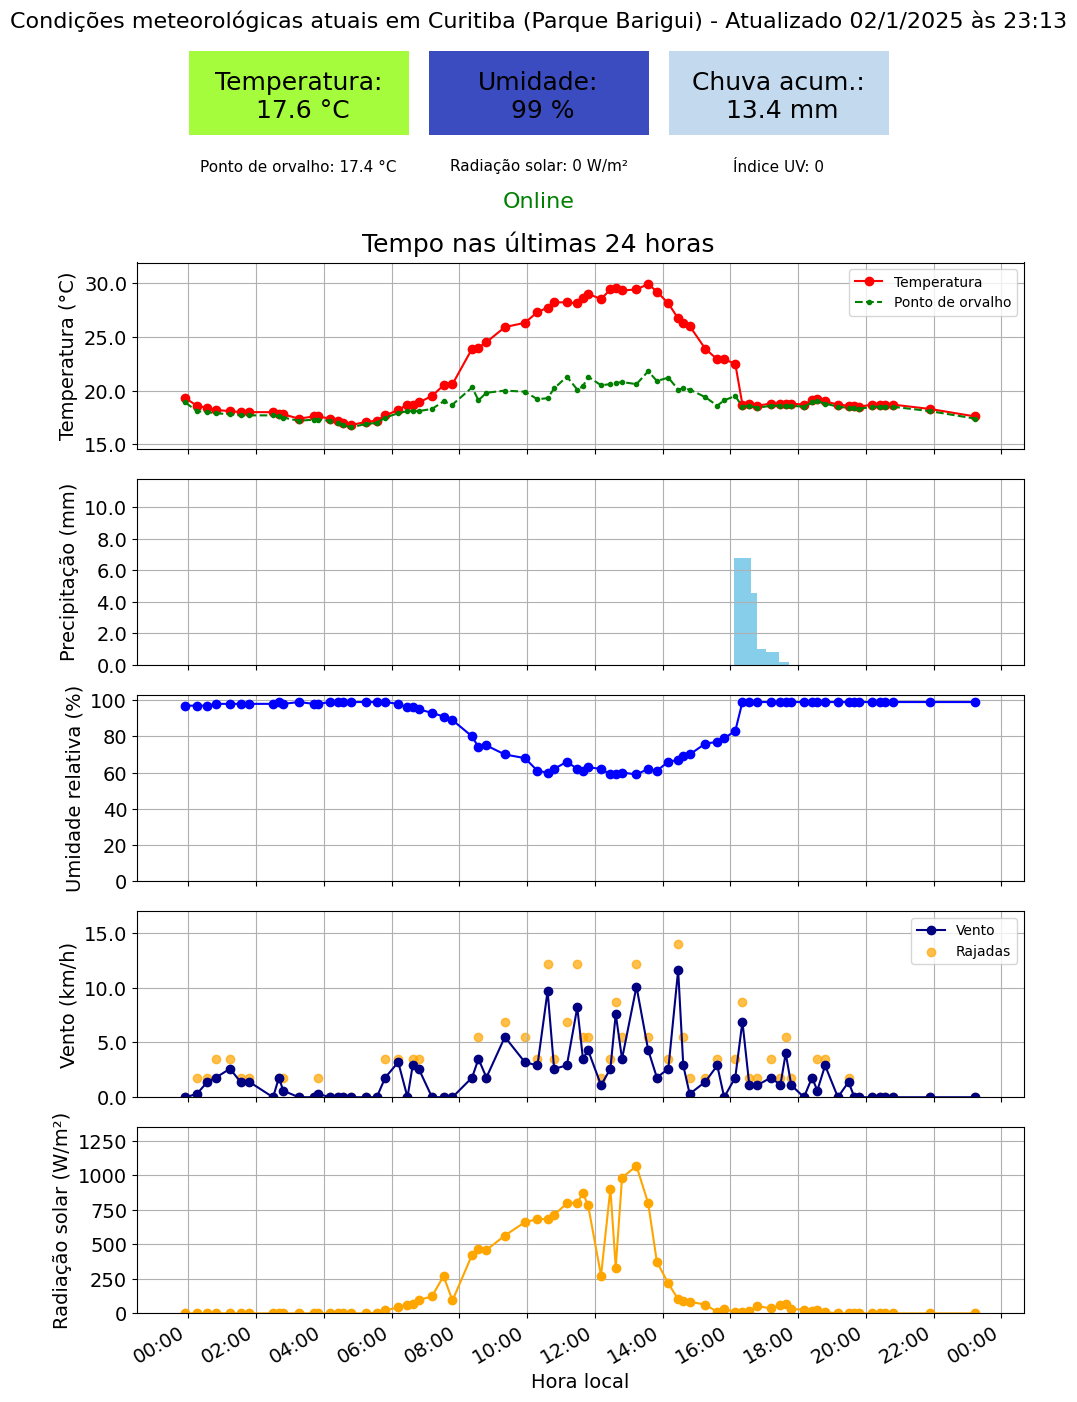 Condições meteorológicas atuais em Curitiba (Parque Barigui) - Atualizado 02/1/2025 às 23:13
Temperatura:
17.6 °C
Umidade:
99 %
Chuva acum.:
13.4 mm
Ponto de orvalho: 17.4 °C
Radiação solar: 0 W/m²
Índice UV: 0
Online
Tempo nas últimas 24 horas
Temperatura (°C)
30.0
25.0
20.0
15.0
Temperatura
Ponto de orvalho
Precipitação (mm)
10.0
8.0
6.0
4.0
2.0
0.0
Umidade relativa (%)
100
80
60
40
20
0
Vento (km/h)
15.0
10.0
5.0
0.0
Vento
Rajadas
Radiação solar (W/m²)
1250
1000
750
500
250
0
00:00
02:00
04:00
06:00
08:00
10:00
12:00
14:00
16:00
18:00
20:00
22:00
00:00
Hora local